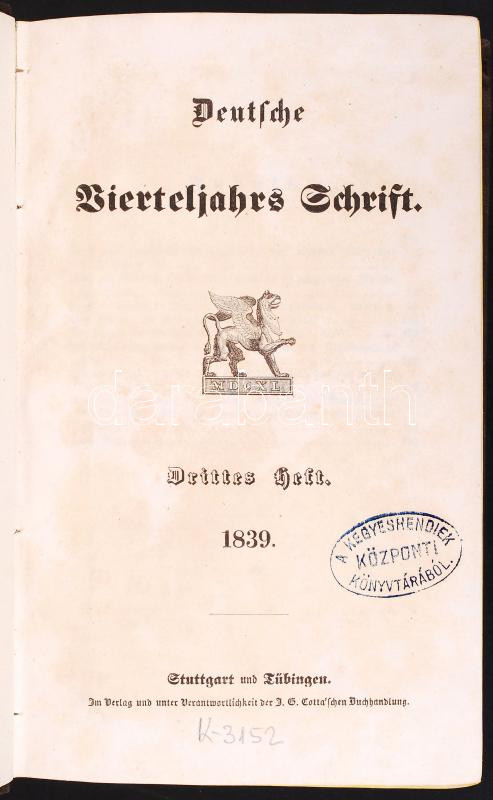 Deutsche
Vierteljahrs Schrift.
MDCXL
darabanth
Drittes Heft.
1839.
A KEGYESRENDIEK
KÖZPONTI
KÖNYVTÁRÁBÓL.
Stuttgart und Tübingen.
Im Verlag und unter Verantwortlichkeit der J. G. Cotta'schen Buchhandlung.
K-3152